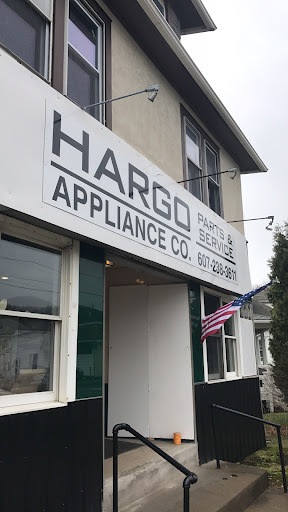 HARGO
APPLIANCE CO.
PARTS &
SERVICE
607-238-3611